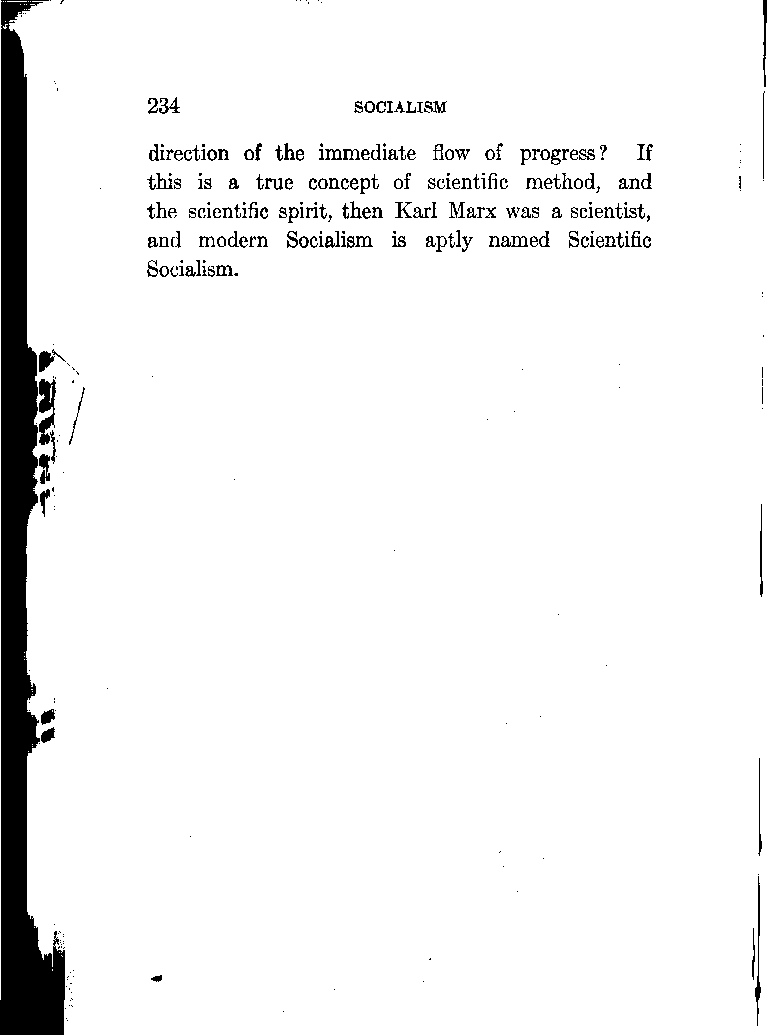 234 SOCIALISM
direction of the immediate flow of progress? If
this is a true concept of scientific method, and
the scientific spirit, then Karl Marx was a scientist,
and modern Socialism is aptly named Scientific
Socialism.